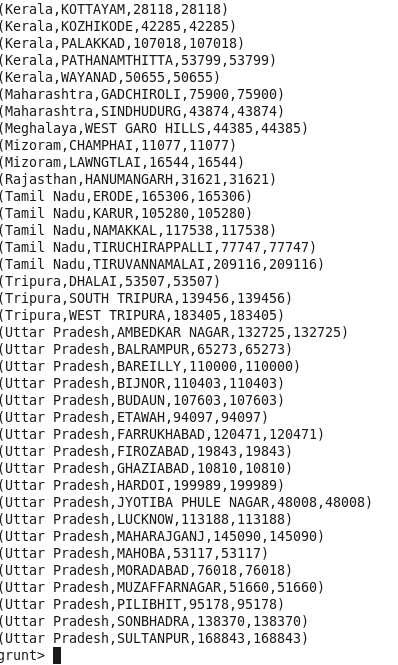 (Kerala,KOTTAYAM,28118,28118)
(Kerala,KOZHIKODE,42285,42285)
(Kerala,PALAKKAD,107018,107018)
(Kerala,PATHANAMTHITTA,53799,53799)
(Kerala,WAYANAD,50655,50655)
(Maharashtra,GADCHIROLI,75900,75900)
(Maharashtra,SINDHUDURG,43874,43874)
(Meghalaya,WEST GARO HILLS,44385,44385)
(Mizoram,CHAMPHAI,11077,11077)
(Mizoram,LAWNGTLAI,16544,16544)
(Rajasthan,HANUMANGARH,31621,31621)
(Tamil Nadu,ERODE,165306,165306)
(Tamil Nadu,KARUR,105280,105280)
(Tamil Nadu,NAMAKKAL,117538,117538)
(Tamil Nadu,TIRUCHIRAPPALLI,77747,77747)
(Tamil Nadu,TIRUVANNAMALAI,209116,209116)
(Tripura,DHALAI,53507,53507)
(Tripura,SOUTH TRIPURA,139456,139456)
(Tripura,WEST TRIPURA,183405,183405)
(Uttar Pradesh,AMBEDKAR NAGAR,132725,132725)
(Uttar Pradesh,BALRAMPUR,65273,65273)
(Uttar Pradesh,BAREILLY,110000,110000)
(Uttar Pradesh,BIJNOR,110403,110403)
(Uttar Pradesh,BUDAUN,107603,107603)
(Uttar Pradesh,ETAWAH,94097,94097)
(Uttar Pradesh,FARRUKHABAD,120471,120471)
(Uttar Pradesh,FIROZABAD,19843,19843)
(Uttar Pradesh,GHAZIABAD,10810,10810)
(Uttar Pradesh,HARDOI,199989,199989)
(Uttar Pradesh,JYOTIBA PHULE NAGAR,48008,48008)
(Uttar Pradesh,LUCKNOW,113188,113188)
(Uttar Pradesh,MAHARAJGANJ,145090,145090)
(Uttar Pradesh,MAHOBA,53117,53117)
(Uttar Pradesh,MORADABAD,76018,76018)
(Uttar Pradesh,MUZAFFARNAGAR,51660,51660)
(Uttar Pradesh,PILIBHIT,95178,95178)
(Uttar Pradesh,SONBHADRA,138370,138370)
(Uttar Pradesh,SULTANPUR,168843,168843)
grunt>